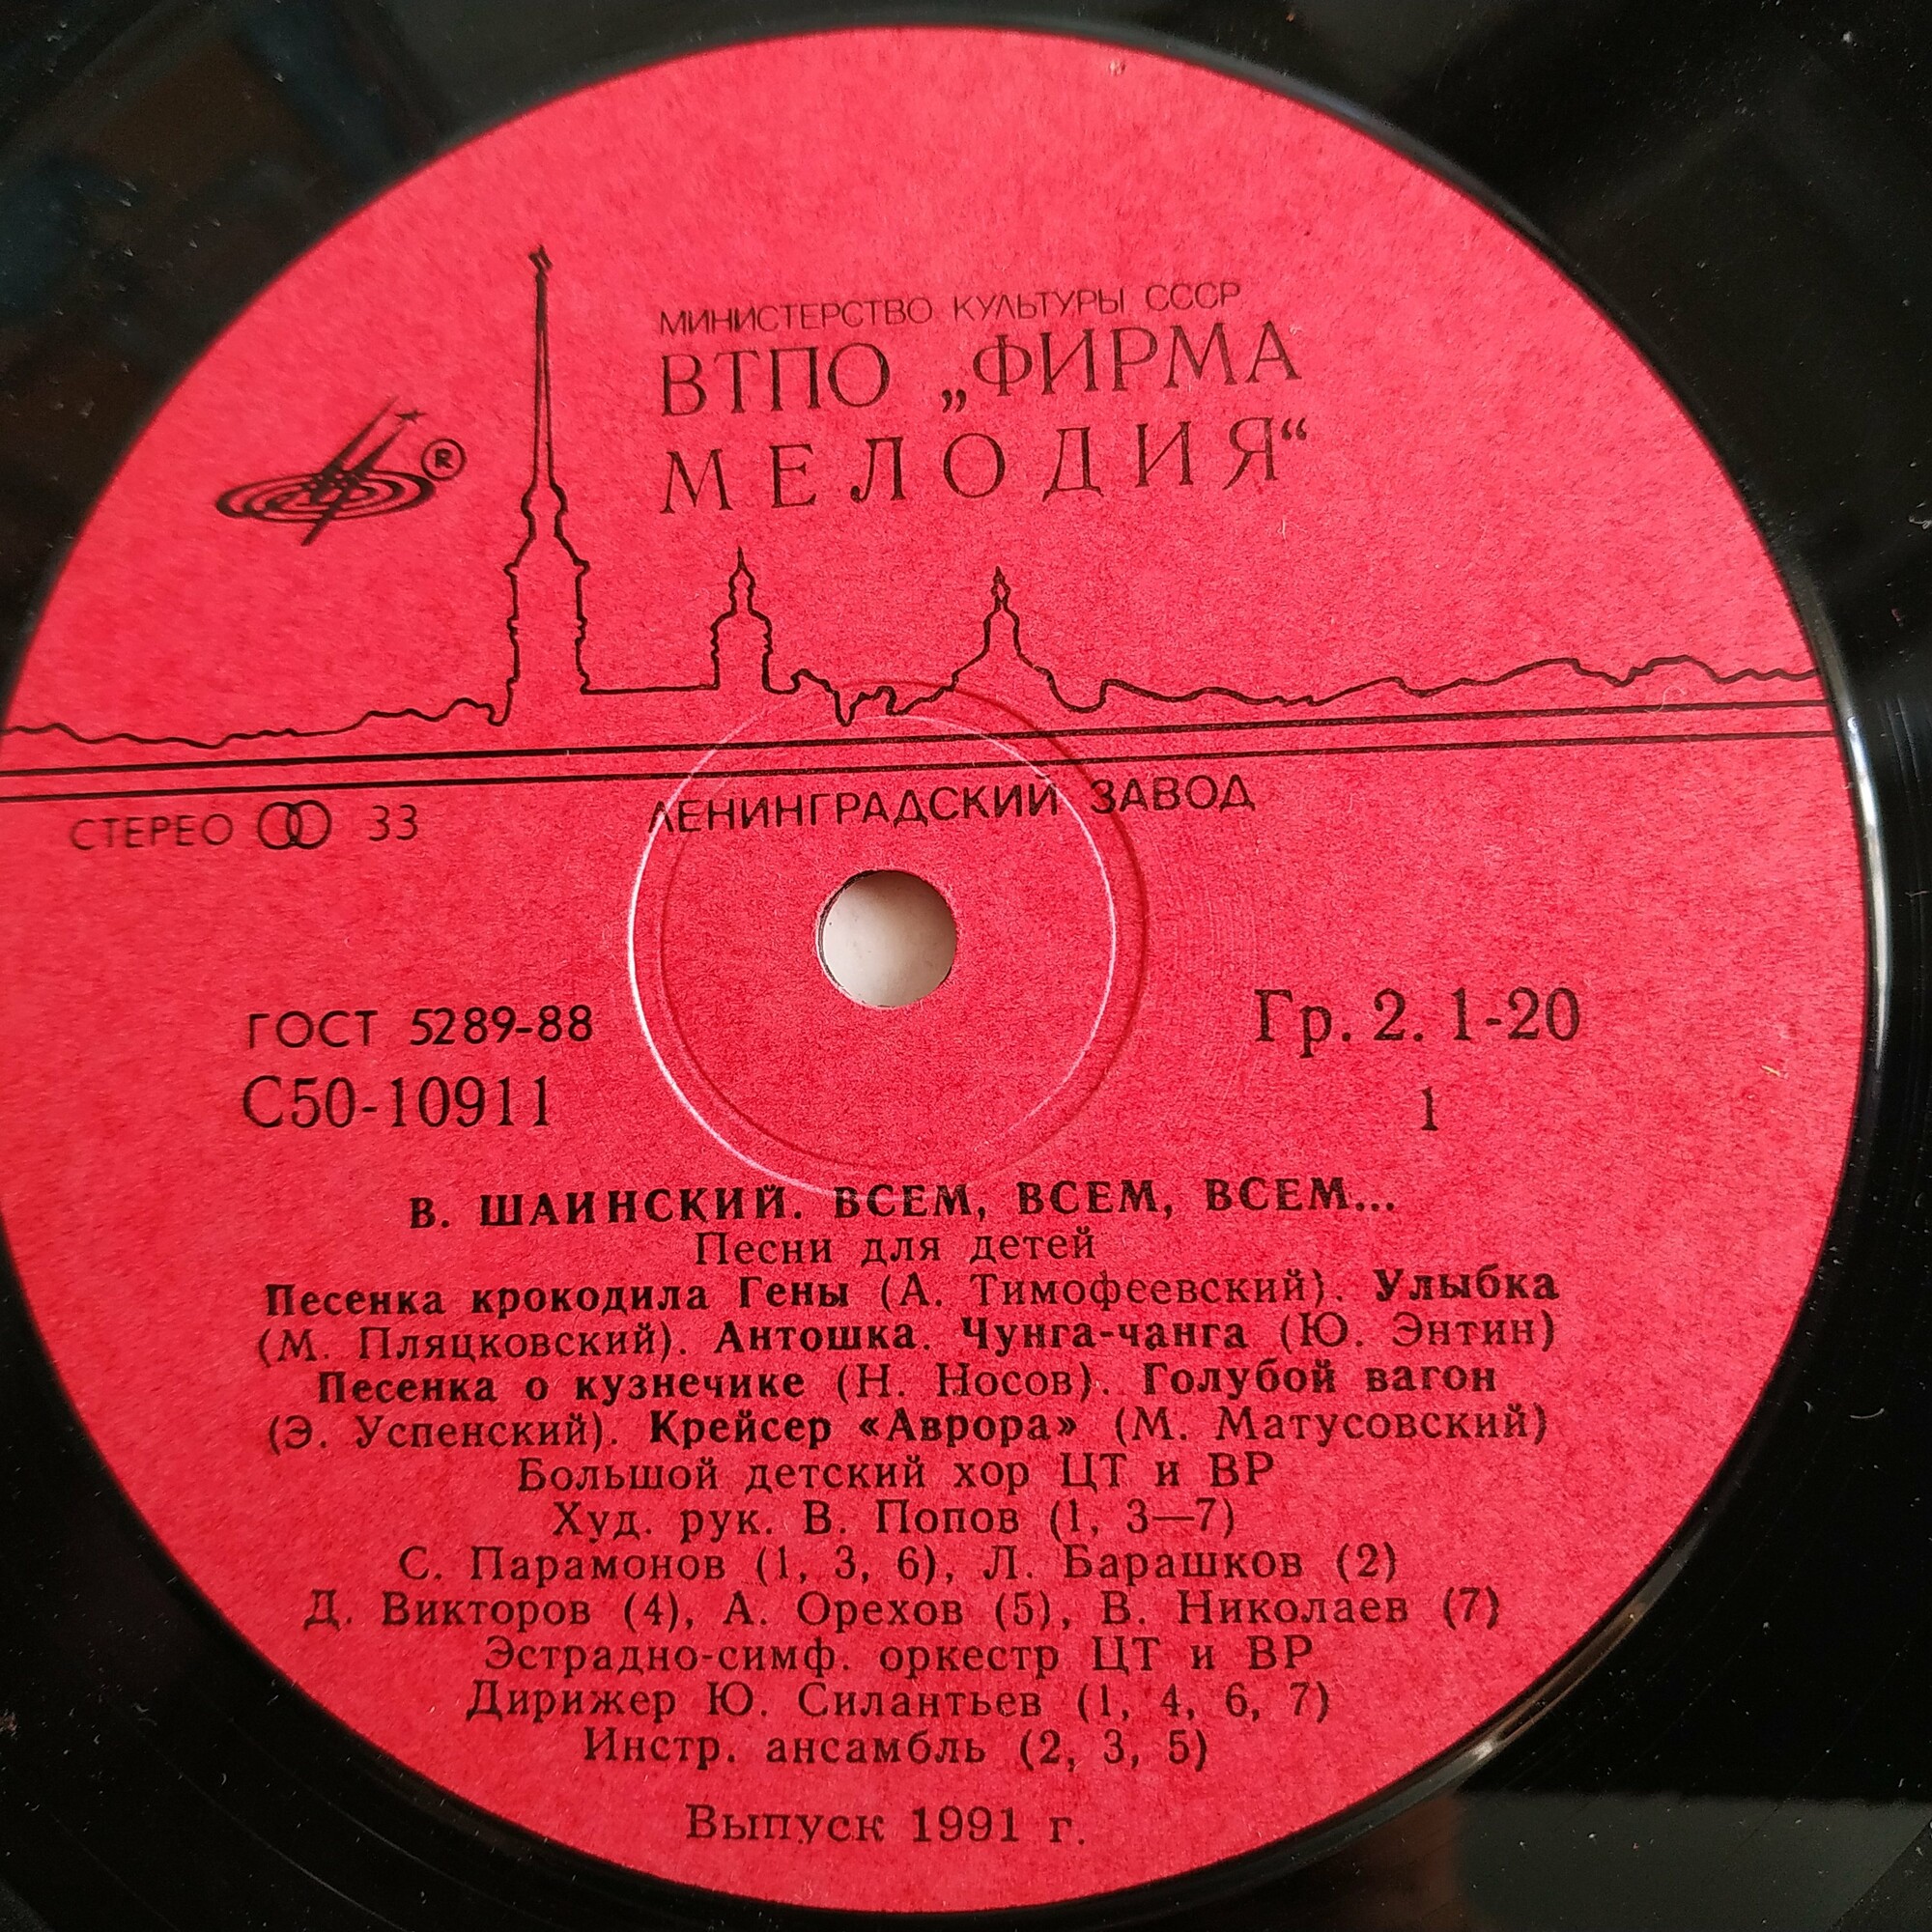 МИНИСТЕРСТВО КУЛЬТУРЫ СССР
ВТПО „ФИРМА
МЕЛОДИЯ“
®
СТЕРЕО 33
ЛЕНИНГРАДСКИЙ ЗАВОД
ГОСТ 5289-88
Гр. 2. 1-20
С50-10911
1
В. ШАИНСКИЙ. ВСЕМ, ВСЕМ, ВСЕМ...
Песни для детей
Песенка крокодила Гены (А. Тимофеевский). Улыбка
(М. Пляцковский). Антошка. Чунга-чанга (Ю. Энтин)
Песенка о кузнечике (Н. Носов). Голубой вагон
(Э. Успенский). Крейсер «Аврора» (М. Матусовский)
Большой детский хор ЦТ и ВР
Худ. рук. В. Попов (1, 3—7)
С. Парамонов (1, 3, 6), Л. Барашков (2)
Д. Викторов (4), А. Орехов (5), В. Николаев (7)
Эстрадно-симф. оркестр ЦТ и ВР
Дирижер Ю. Силантьев (1, 4, 6, 7)
Инстр. ансамбль (2, 3, 5)
Выпуск 1991 г.